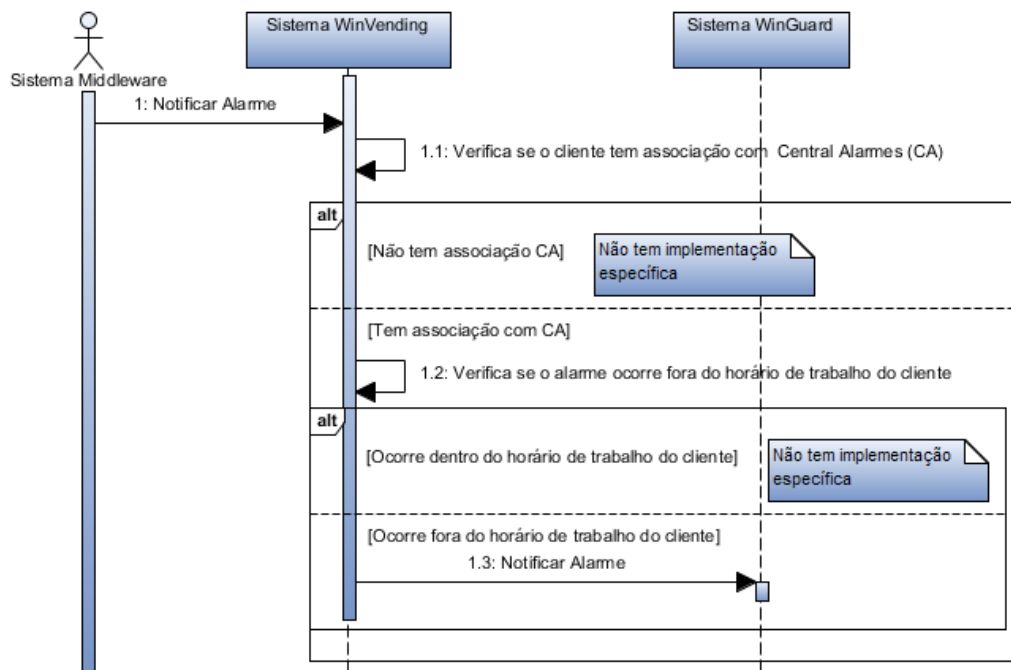 Sistema WinVending
Sistema WinGuard
Sistema Middleware
1: Notificar Alarme
1.1: Verifica se o cliente tem associação com Central Alarmes (CA)
alt
[Não tem associação CA]
Não tem implementação
específica
[Tem associação com CA]
1.2: Verifica se o alarme ocorre fora do horário de trabalho do cliente
alt
[Ocorre dentro do horário de trabalho do cliente]
Não tem implementação
específica
[Ocorre fora do horário de trabalho do cliente]
1.3: Notificar Alarme